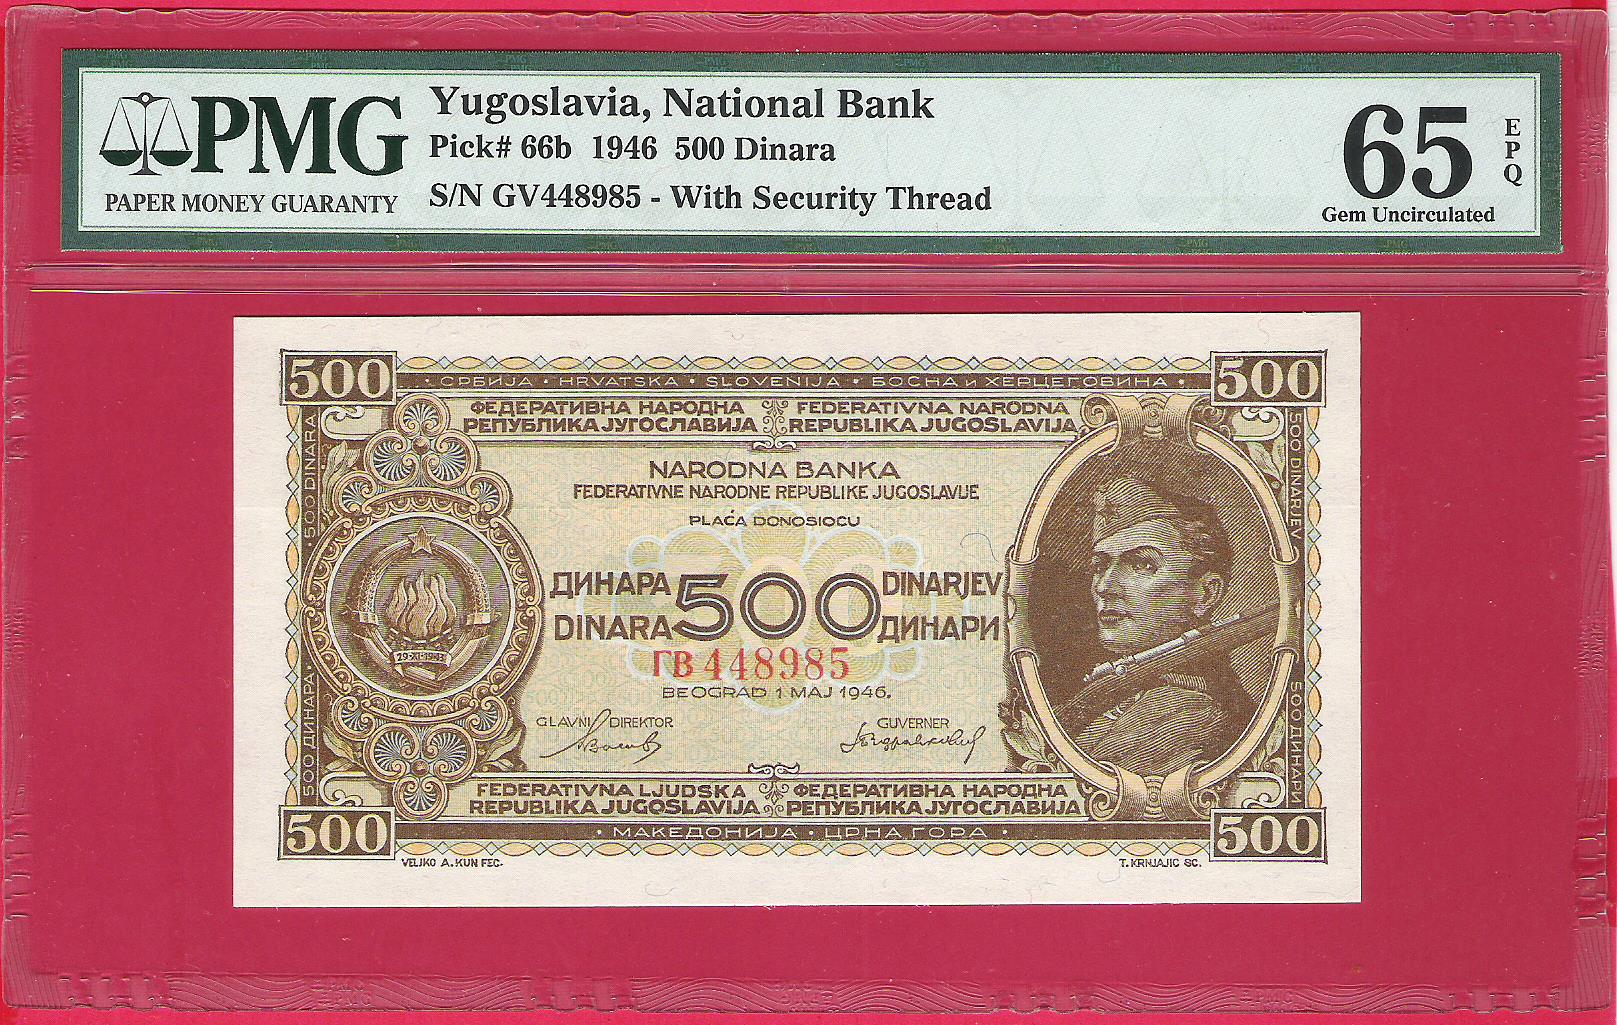 PMG
PAPER MONEY GUARANTY
Yugoslavia, National Bank
Pick# 66b 1946 500 Dinara
S/N GV448985 - With Security Thread
65
EPQ
Gem Uncirculated
500
· СРБИЈА · HRVATSKA · SLOVENIJA · БОСНА и ХЕРЦЕГОВИНА ·
500
ФЕДЕРАТИВНА НАРОДНА
РЕПУБЛИКА ЈУГОСЛАВИЈА
FEDERATIVNA NARODNA
REPUBLIKA JUGOSLAVIJA
500 DINARA
500 DINARJEV
NARODNA BANKA
FEDERATIVNE NARODNE REPUBLIKE JUGOSLAVIJE
PLAĆA DONOSIOCU
ДИНАРА 500 DINARJEV
DINARA ДИНАРИ
29·XI·1943
ГВ 448985
BEOGRAD 1 MAJ 1946.
GLAVNI DIREKTOR
GUVERNER
500 ДИНАРА
500 ДИНАРИ
FEDERATIVNA LJUDSKA
REPUBLIKA JUGOSLAVIJA
ФЕДЕРАТИВНА НАРОДНА
РЕПУБЛИКА ЈУГОСЛАВИЈА
500
· МАКЕДОНИЈА · ЦРНА ГОРА ·
500
VELJKO A. KUN FEC.
T. KRNJAJIC SC.